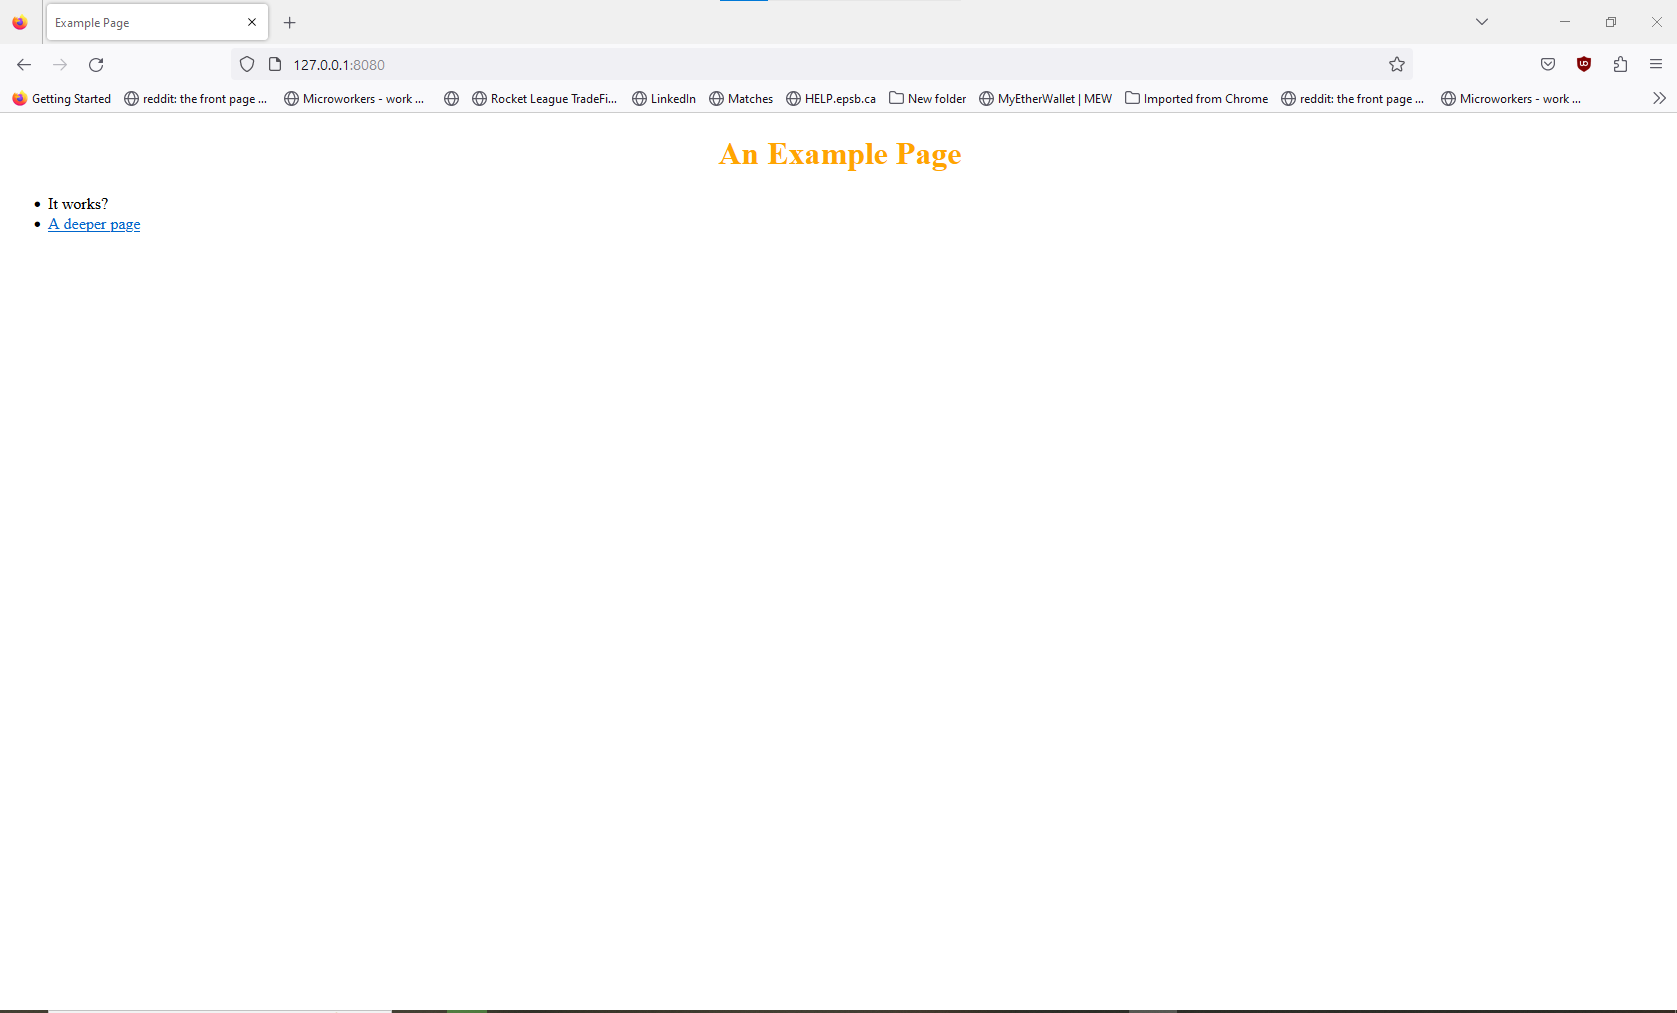 Example Page
127.0.0.1:8080
Getting Started reddit: the front page ... Microworkers - work ... Rocket League TradeFi... LinkedIn Matches HELP.epsb.ca New folder MyEtherWallet | MEW Imported from Chrome reddit: the front page ... Microworkers - work ...
An Example Page
It works?
A deeper page